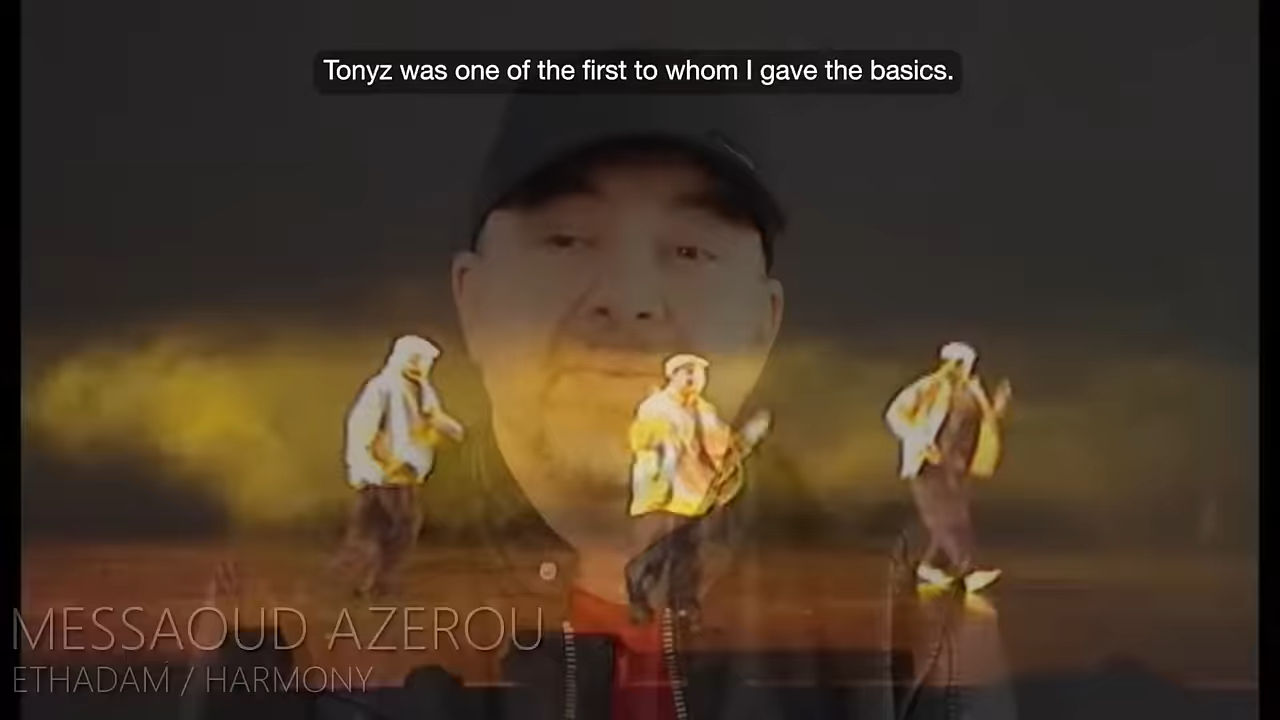 Tonyz was one of the first to whom I gave the basics.
MESSAOUD AZEROU
ETHADAM / HARMONY